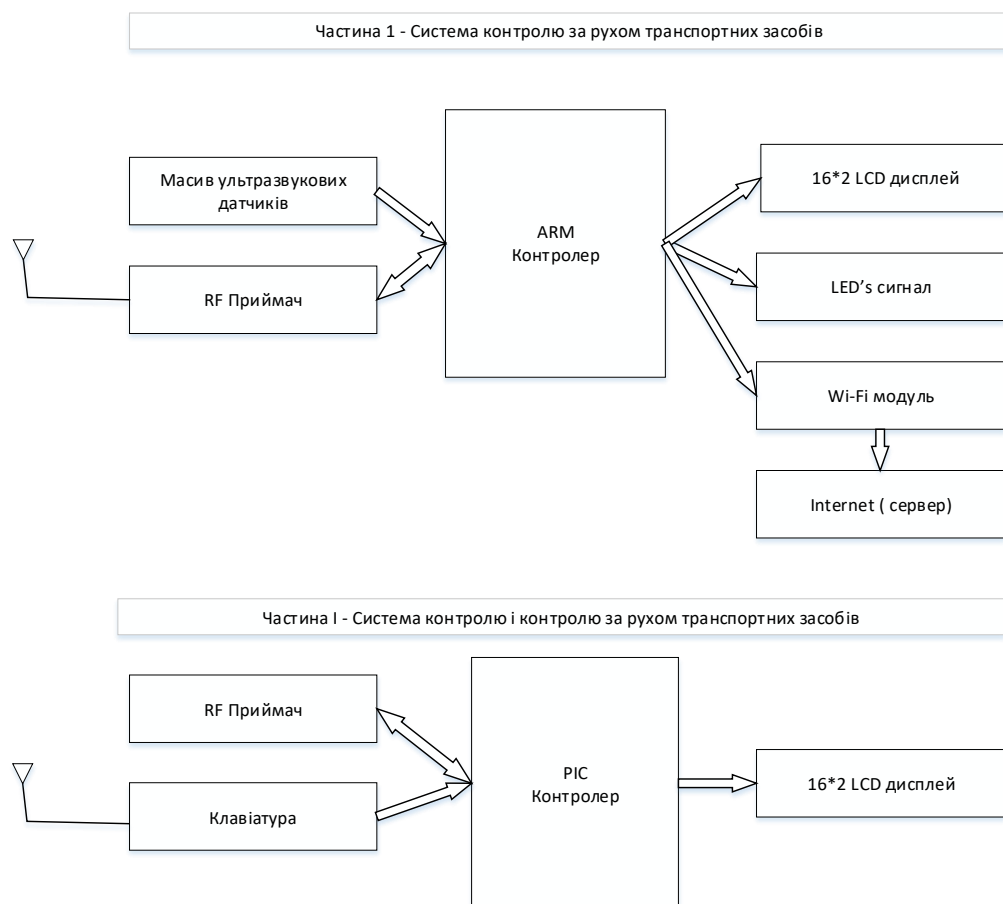 Частина 1 - Система контролю за рухом транспортних засобів
Масив ультразвукових
датчиків
RF Приймач
ARM
Контролер
16*2 LCD дисплей
LED’s сигнал
Wi-Fi модуль
Internet ( сервер)
Частина I - Система контролю і контролю за рухом транспортних засобів
RF Приймач
Клавіатура
PIC
Контролер
16*2 LCD дисплей